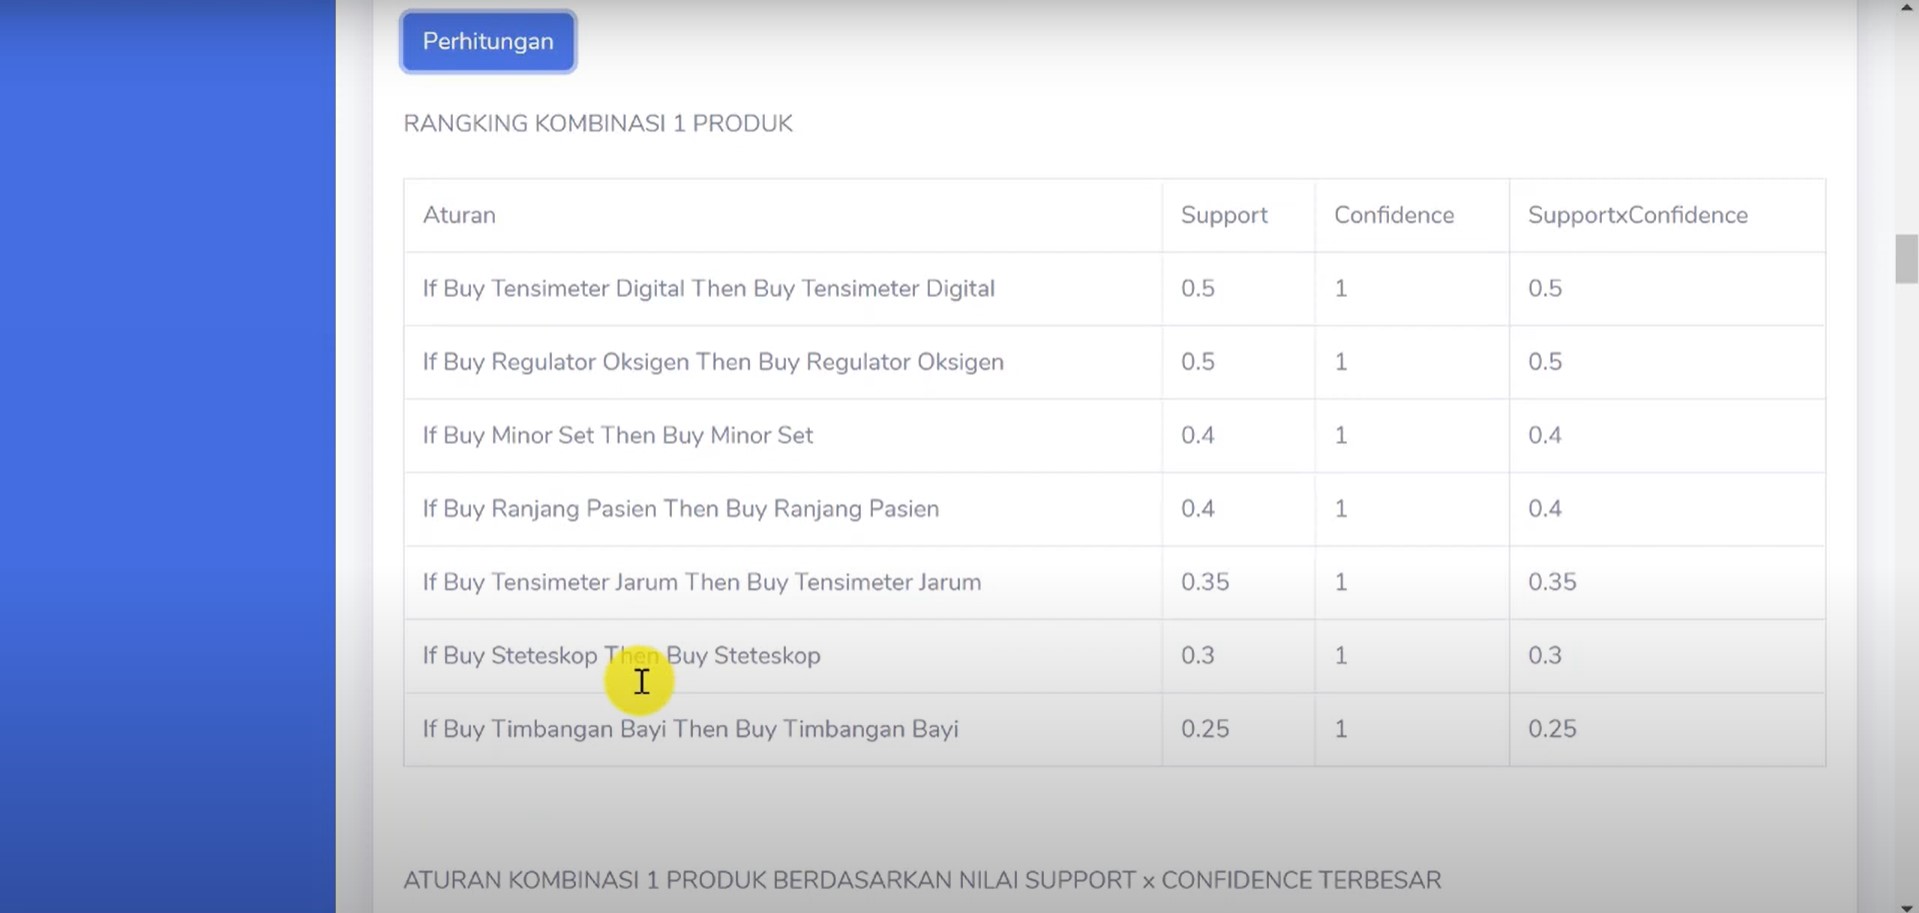 Perhitungan
RANGKING KOMBINASI 1 PRODUK
Aturan Support Confidence SupportxConfidence
If Buy Tensimeter Digital Then Buy Tensimeter Digital 0.5 1 0.5
If Buy Regulator Oksigen Then Buy Regulator Oksigen 0.5 1 0.5
If Buy Minor Set Then Buy Minor Set 0.4 1 0.4
If Buy Ranjang Pasien Then Buy Ranjang Pasien 0.4 1 0.4
If Buy Tensimeter Jarum Then Buy Tensimeter Jarum 0.35 1 0.35
If Buy Steteskop Then Buy Steteskop 0.3 1 0.3
If Buy Timbangan Bayi Then Buy Timbangan Bayi 0.25 1 0.25
ATURAN KOMBINASI 1 PRODUK BERDASARKAN NILAI SUPPORT x CONFIDENCE TERBESAR